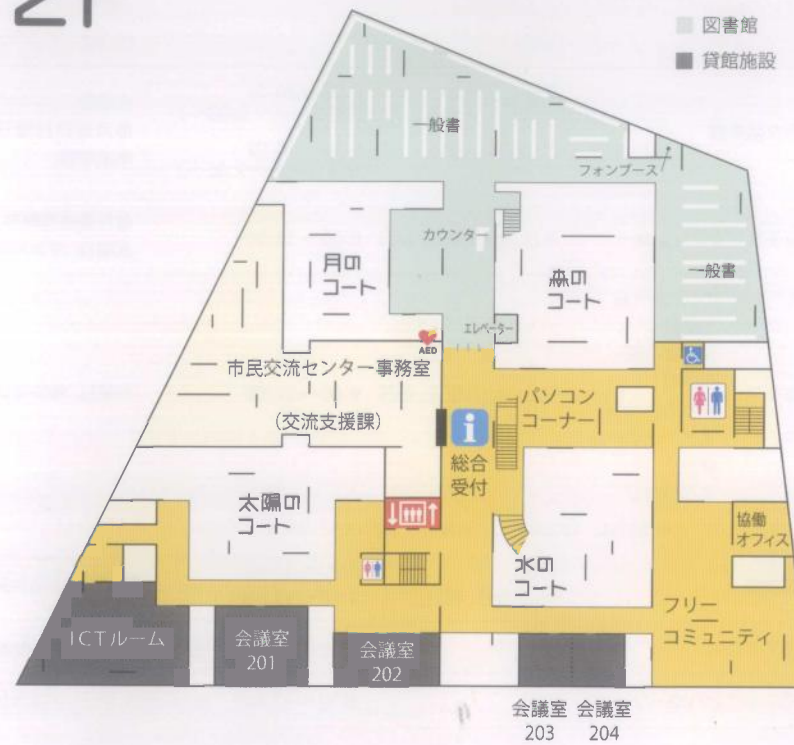 2F
図書館
貸館施設
一般書
フォンブース
カウンター
月の
コート
森の
コート
一般書
エレベーター
AED
市民交流センター事務室
(交流支援課)
パソコン
コーナー
i
総合
受付
太陽の
コート
協働
オフィス
光の
コート
フリー
コミュニティ
ICTルーム
会議室
201
会議室
202
会議室
203
会議室
204